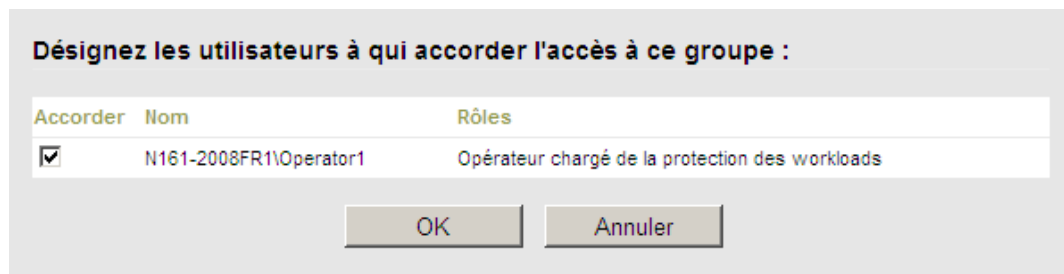 Désignez les utilisateurs à qui accorder l'accès à ce groupe :
Accorder Nom Rôles
N161-2008FR1\Operator1 Opérateur chargé de la protection des workloads
OK Annuler